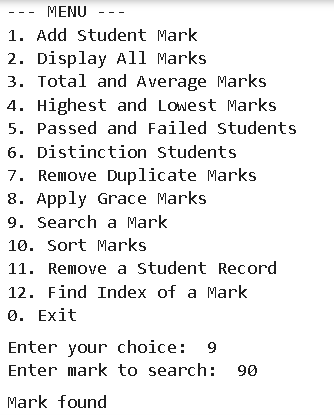 --- MENU ---
1. Add Student Mark
2. Display All Marks
3. Total and Average Marks
4. Highest and Lowest Marks
5. Passed and Failed Students
6. Distinction Students
7. Remove Duplicate Marks
8. Apply Grace Marks
9. Search a Mark
10. Sort Marks
11. Remove a Student Record
12. Find Index of a Mark
0. Exit
Enter your choice:  9
Enter mark to search:  90
Mark found